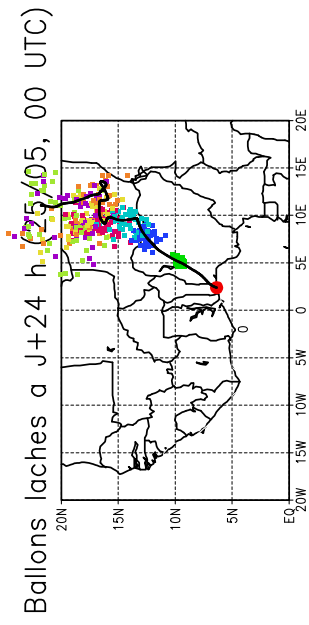 Ballons laches a J+24 h 25/05, 00 UTC)
20N
15N
10N
5N
EQ
0
20W 15W 10W 5W 0 5E 10E 15E 20E